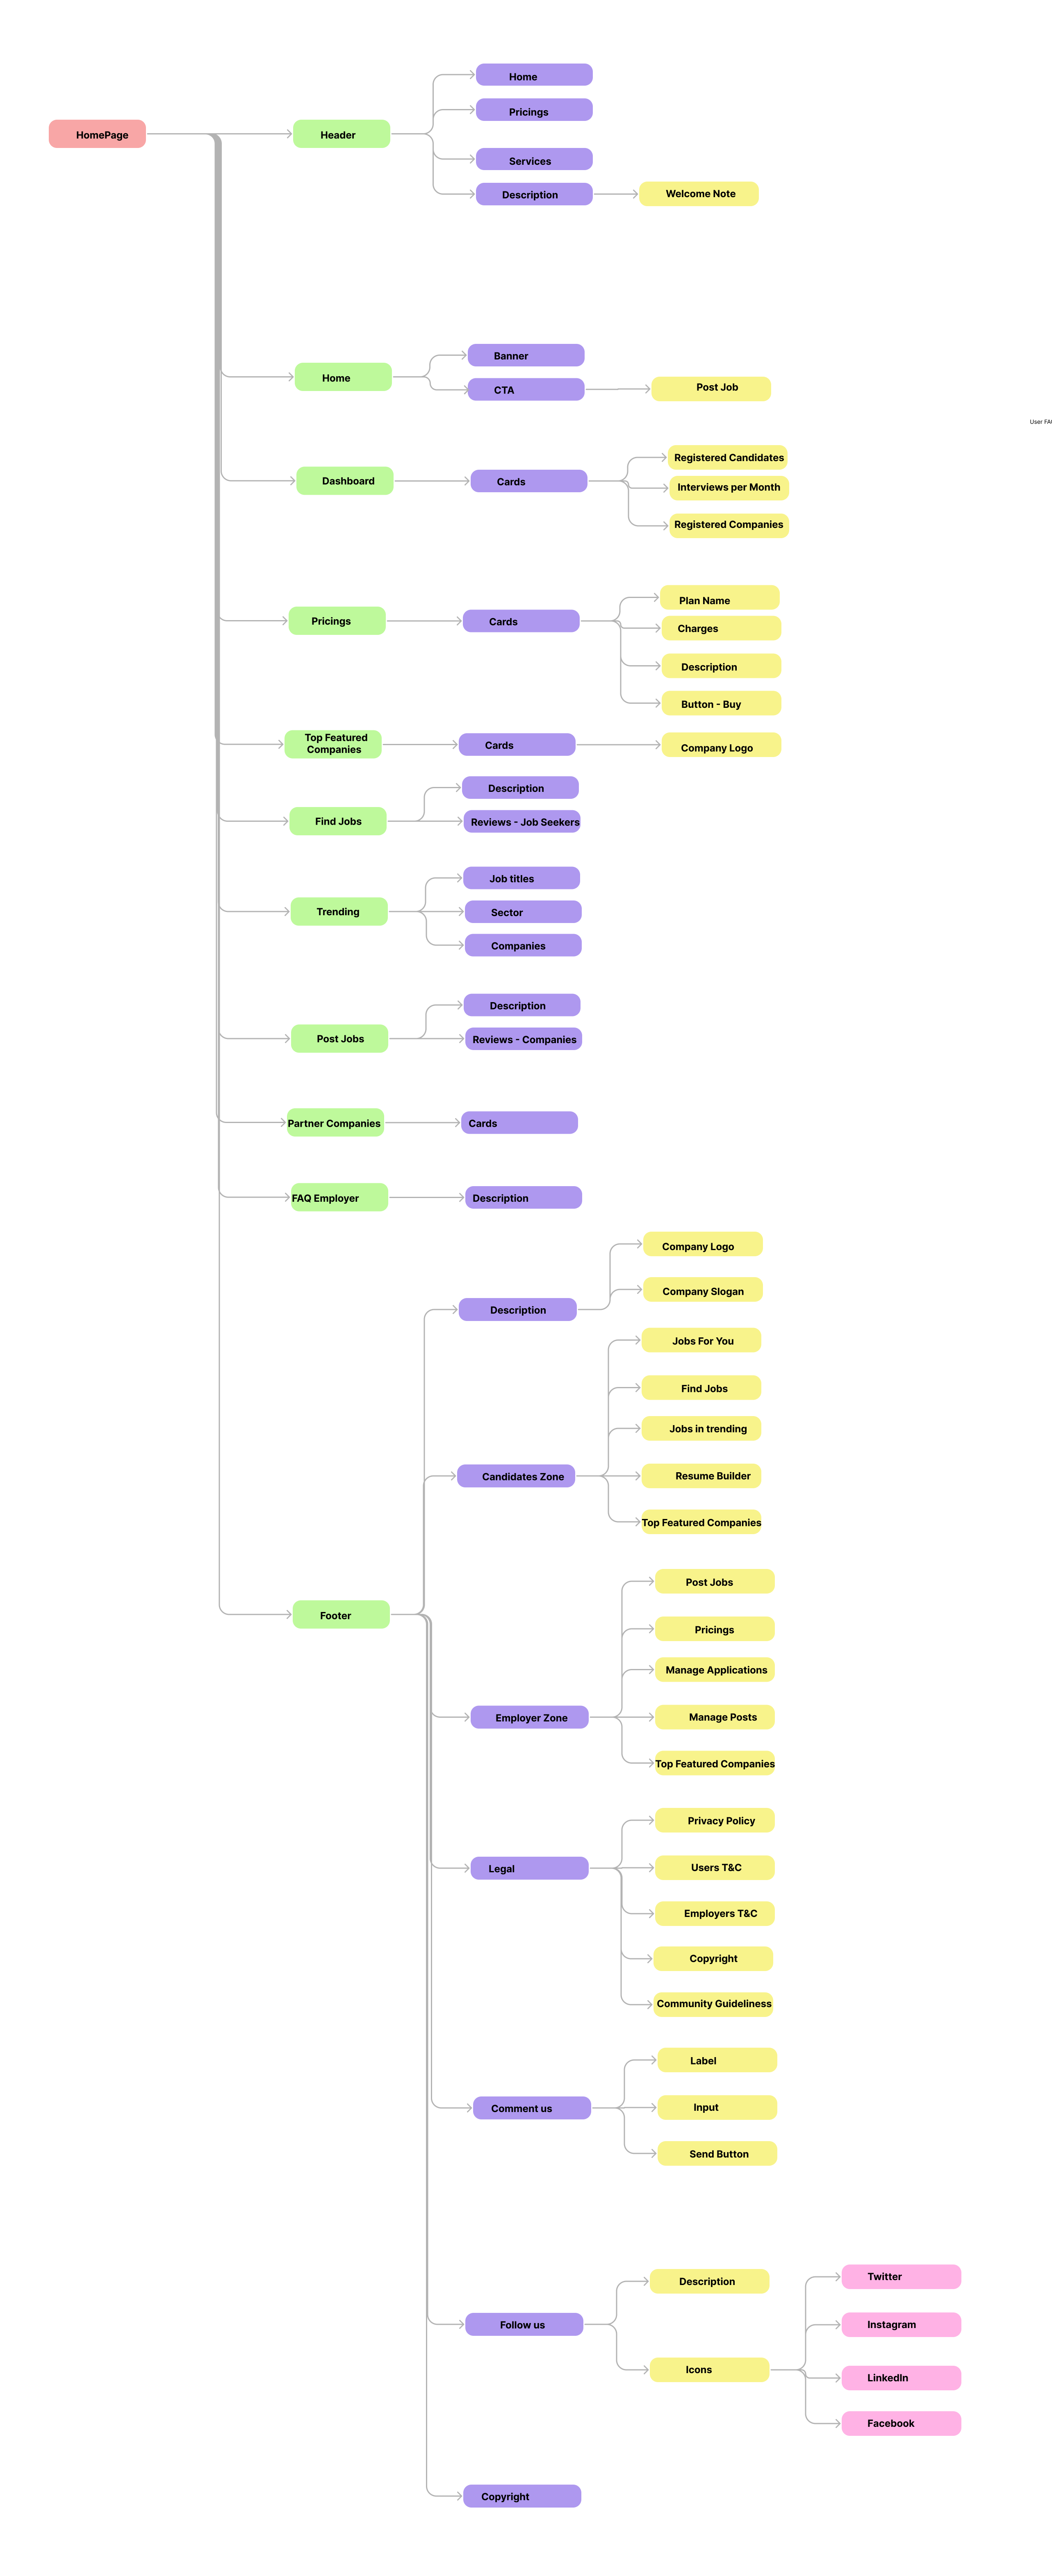 HomePage
Header
Home
Pricings
Services
Description
Welcome Note
Home
Banner
CTA
Post Job
User FA
Dashboard
Cards
Registered Candidates
Interviews per Month
Registered Companies
Pricings
Cards
Plan Name
Charges
Description
Button - Buy
Top Featured
Companies
Cards
Company Logo
Find Jobs
Description
Reviews - Job Seekers
Trending
Job titles
Sector
Companies
Post Jobs
Description
Reviews - Companies
Partner Companies
Cards
FAQ Employer
Description
Footer
Description
Company Logo
Company Slogan
Candidates Zone
Jobs For You
Find Jobs
Jobs in trending
Resume Builder
Top Featured Companies
Employer Zone
Post Jobs
Pricings
Manage Applications
Manage Posts
Top Featured Companies
Legal
Privacy Policy
Users T&C
Employers T&C
Copyright
Community Guideliness
Comment us
Label
Input
Send Button
Follow us
Description
Icons
Twitter
Instagram
LinkedIn
Facebook
Copyright